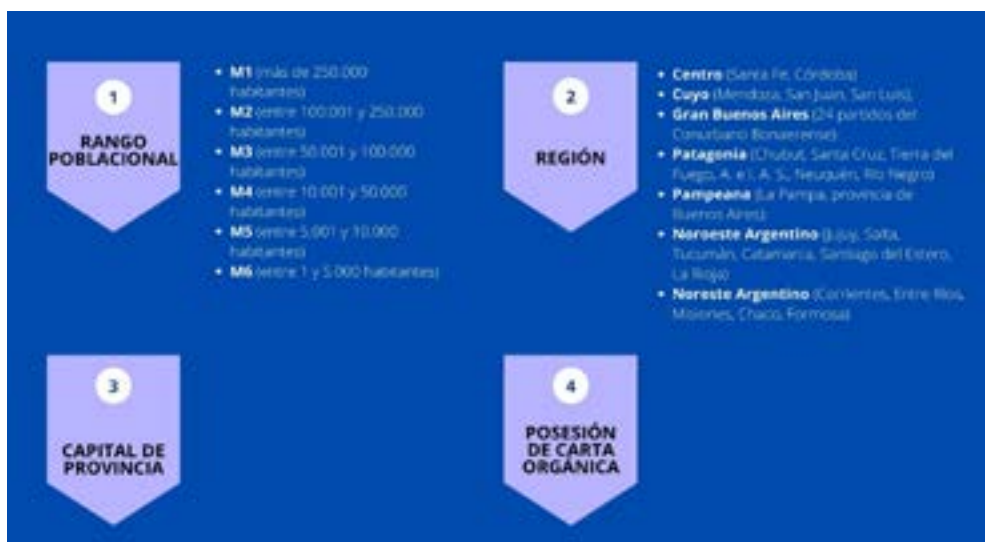 1
RANGO
POBLACIONAL
• M1 (más de 250.000
habitantes)
• M2 (entre 100.001 y 250.000
habitantes)
• M3 (entre 50.001 y 100.000
habitantes)
• M4 (entre 10.001 y 50.000
habitantes)
• M5 (entre 5.001 y 10.000
habitantes)
• M6 (entre 1 y 5.000 habitantes)
2
REGIÓN
• Centro (Santa Fe, Córdoba)
• Cuyo (Mendoza, San Juan, San Luis),
• Gran Buenos Aires (24 partidos del
Conurbano Bonaerense)
• Patagonia (Chubut, Santa Cruz, Tierra del
Fuego, A. e I. A. S., Neuquén, Río Negro)
• Pampeana (La Pampa, provincia de
Buenos Aires);
• Noroeste Argentino (Jujuy, Salta,
Tucumán, Catamarca, Santiago del Estero,
La Rioja)
• Noreste Argentino (Corrientes, Entre Ríos,
Misiones, Chaco, Formosa)
3
CAPITAL DE
PROVINCIA
4
POSESIÓN
DE CARTA
ORGÁNICA